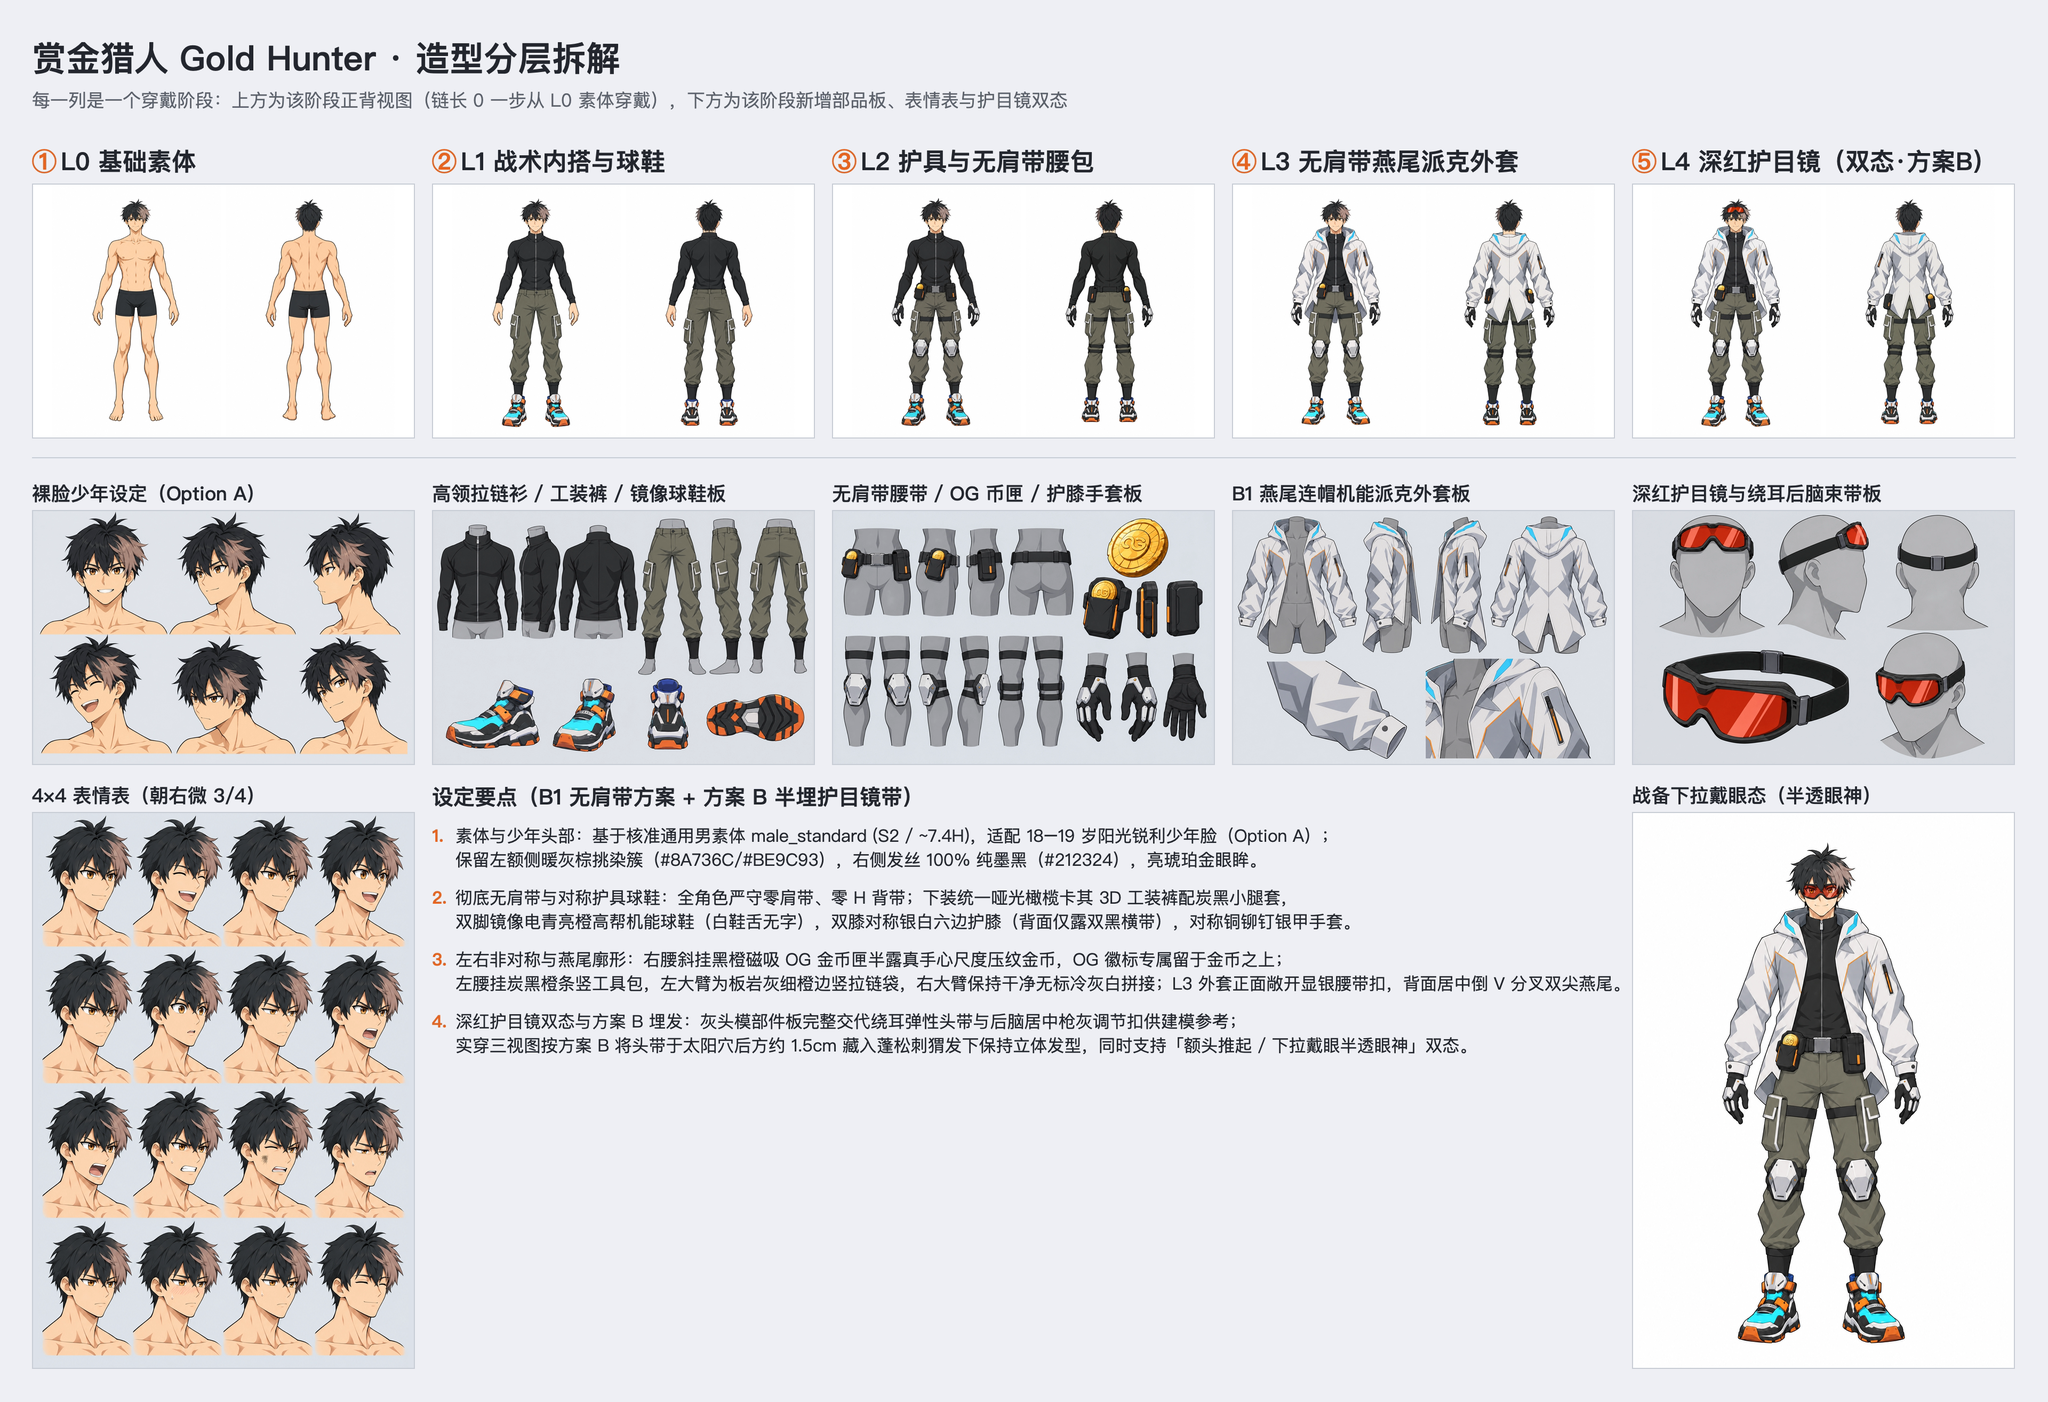 赏金猎人 Gold Hunter · 造型分层拆解
每一列是一个穿戴阶段：上方为该阶段正背视图（链长 0 一步从 L0 素体穿戴），下方为该阶段新增部品板、表情表与护目镜双态
① L0 基础素体
② L1 战术内搭与球鞋
③ L2 护具与无肩带腰包
④ L3 无肩带燕尾派克外套
⑤ L4 深红护目镜（双态·方案B）
裸脸少年设定（Option A）
高领拉链衫 / 工装裤 / 镜像球鞋板
无肩带腰带 / OG 币匣 / 护膝手套板
B1 燕尾连帽机能派克外套板
深红护目镜与绕耳后脑束带板
OG
4×4 表情表（朝右微 3/4）
设定要点（B1 无肩带方案 + 方案 B 半埋护目镜带）
1. 素体与少年头部：基于核准通用男素体 male_standard (S2 / ~7.4H)，适配 18–19 岁阳光锐利少年脸（Option A）；
保留左额侧暖灰棕挑染簇（#8A736C/#BE9C93），右侧发丝 100% 纯墨黑（#212324），亮琥珀金眼眸。
2. 彻底无肩带与对称护具球鞋：全角色严守零肩带、零 H 背带；下装统一哑光橄榄卡其 3D 工装裤配炭黑小腿套，
双脚镜像电青亮橙高帮机能球鞋（白鞋舌无字），双膝对称银白六边护膝（背面仅露双黑横带），对称铜铆钉银甲手套。
3. 左右非对称与燕尾廓形：右腰斜挂黑橙磁吸 OG 金币匣半露真手心尺度压纹金币，OG 徽标专属留于金币之上；
左腰挂炭黑橙条竖工具包，左大臂为板岩灰细橙边竖拉链袋，右大臂保持干净无标冷灰白拼接；L3 外套正面敞开显银腰带扣，背面居中倒 V 分叉双尖燕尾。
4. 深红护目镜双态与方案 B 埋发：灰头模部件板完整交代绕耳弹性头带与后脑居中枪灰调节扣供建模参考；
实穿三视图按方案 B 将头带于太阳穴后方约 1.5cm 藏入蓬松刺猬发下保持立体发型，同时支持「额头推起 / 下拉戴眼半透眼神」双态。
战备下拉戴眼态（半透眼神）